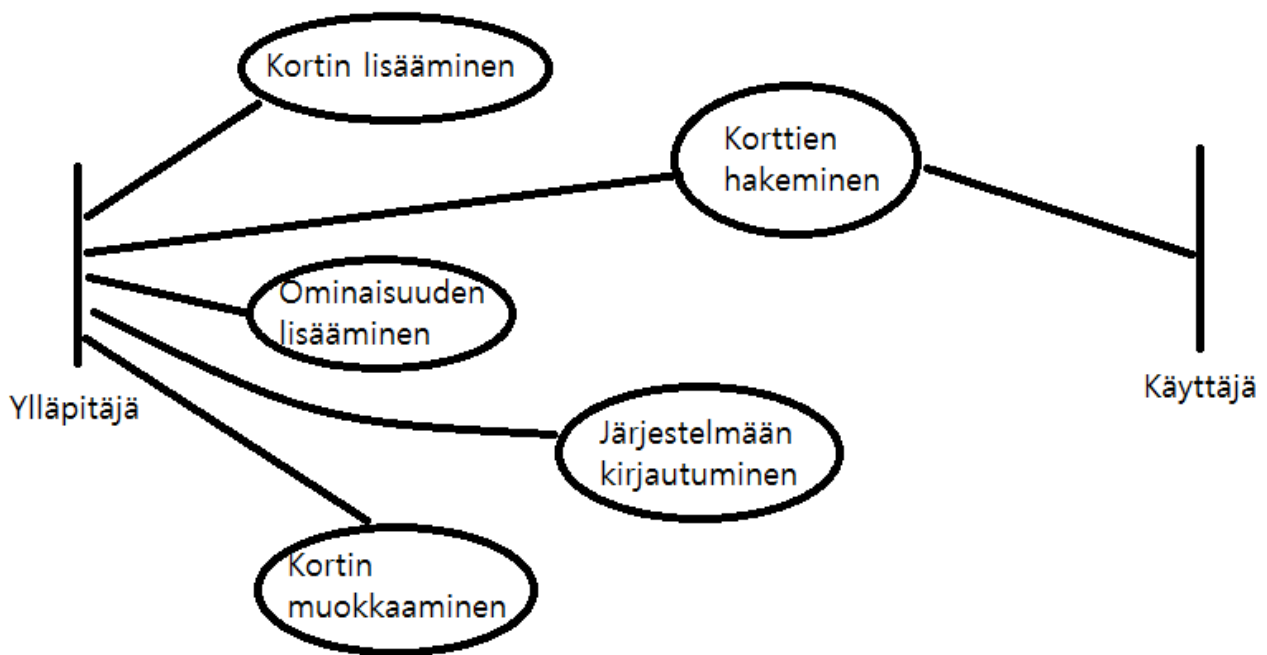 Kortin lisääminen
Korttien
hakeminen
Ominaisuuden
lisääminen
Ylläpitäjä
Käyttäjä
Järjestelmään
kirjautuminen
Kortin
muokkaaminen